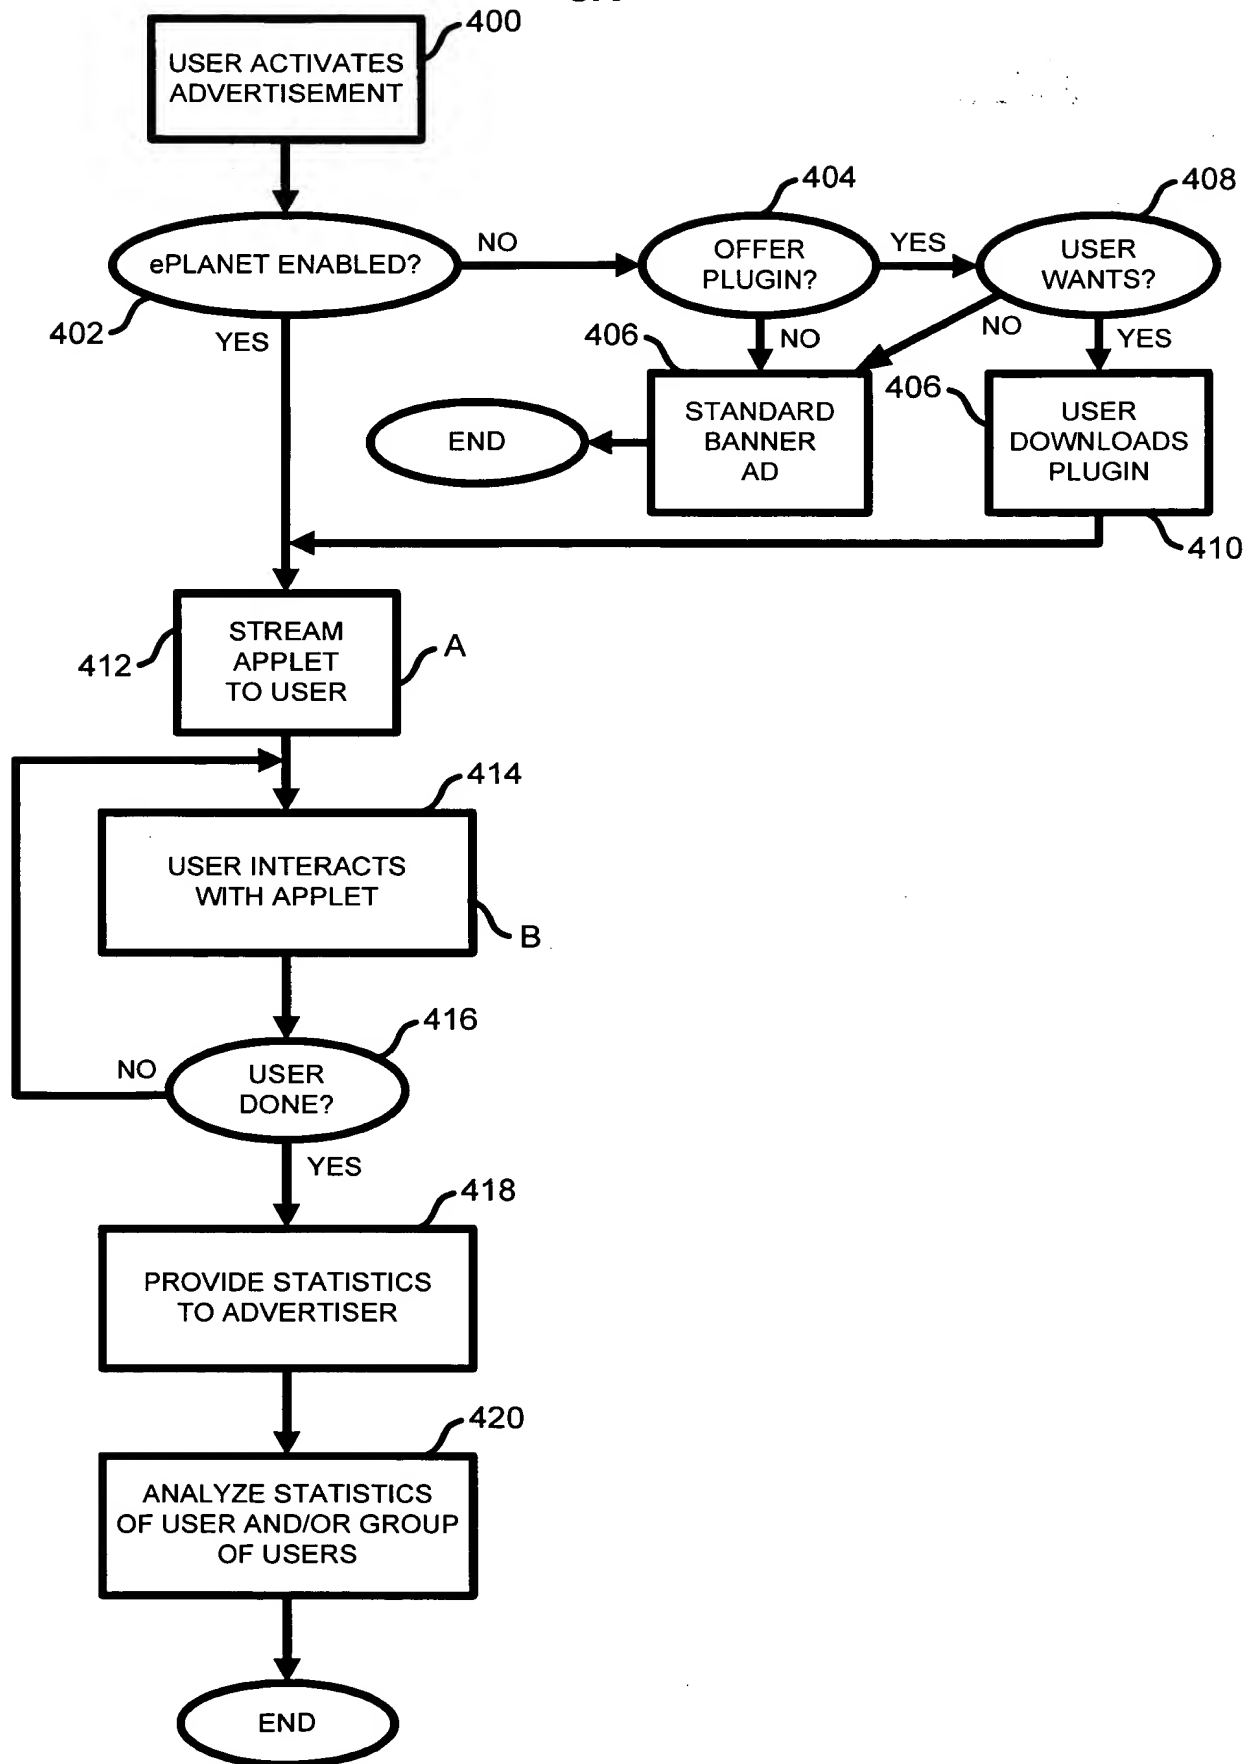 400
USER ACTIVATES
ADVERTISEMENT
404
408
ePLANET ENABLED?
NO
OFFER
PLUGIN?
YES
USER
WANTS?
402
YES
406
NO
NO
YES
END
STANDARD
BANNER
AD
406
USER
DOWNLOADS
PLUGIN
410
412
STREAM
APPLET
TO USER
A
414
USER INTERACTS
WITH APPLET
B
416
NO
USER
DONE?
YES
418
PROVIDE STATISTICS
TO ADVERTISER
420
ANALYZE STATISTICS
OF USER AND/OR GROUP
OF USERS
END